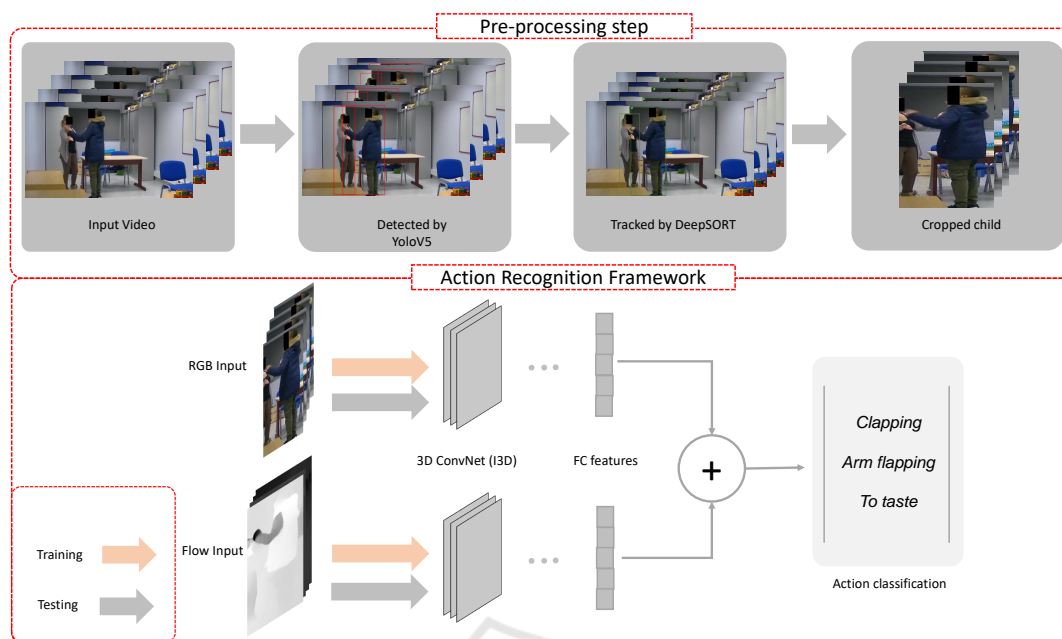 Pre-processing step
Input Video
Detected by
YoloV5
Tracked by DeepSORT
Cropped child
Action Recognition Framework
RGB Input
3D ConvNet (I3D)
FC features
+
Clapping
Arm flapping
To taste
Flow Input
Training
Testing
Action classification